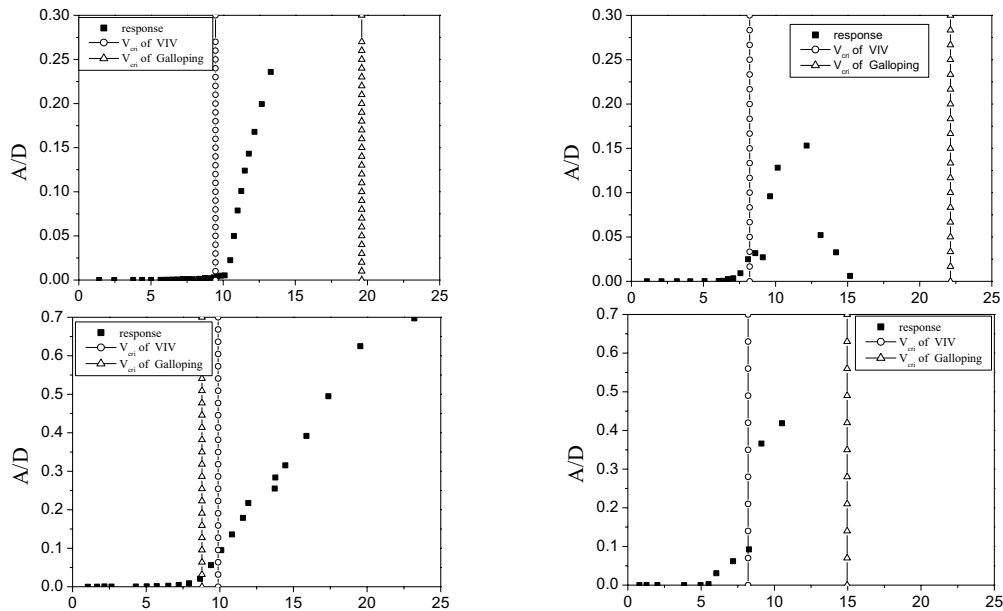 0.30
0.25
0.20
0.15
0.10
0.05
0.00
A/D
response
V_cri of VIV
V_cri of Galloping
0 5 10 15 20 25
0.30
0.25
0.20
0.15
0.10
0.05
0.00
A/D
response
V_cri of VIV
V_cri of Galloping
0 5 10 15 20 25
0.7
0.6
0.5
0.4
0.3
0.2
0.1
0.0
A/D
response
V_cri of VIV
V_cri of Galloping
0 5 10 15 20 25
0.7
0.6
0.5
0.4
0.3
0.2
0.1
0.0
A/D
response
V_cri of VIV
V_cri of Galloping
0 5 10 15 20 25